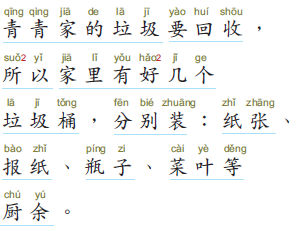 qīng qing jiā de lā jī yào huí shōu
青青家的垃圾要回收，
suǒ2 yǐ jiā lǐ yǒu hǎo2 jǐ ge
所以家里有好几个
lā jī tǒng fēn bié zhuāng zhǐ zhāng
垃圾桶，分别装：纸张、
bào zhǐ píng zi cài yè děng
报纸、瓶子、菜叶等
chú yú
厨余。